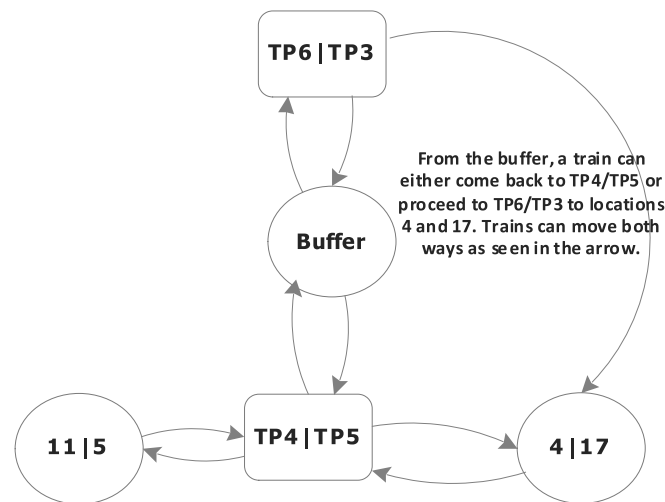 TP6|TP3
From the buffer, a train can
either come back to TP4/TP5 or
proceed to TP6/TP3 to locations
4 and 17. Trains can move both
ways as seen in the arrow.
Buffer
11|5
TP4|TP5
4|17